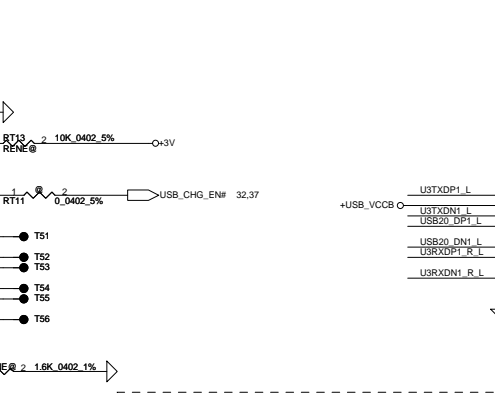 RT13 2 10K_0402_5%
RENE@
+3V
1 @ 2
RT11 0_0402_5%
USB_CHG_EN# 32,37
+USB_VCCB
U3TXDP1_L
U3TXDN1_L
USB20_DP1_L
USB20_DN1_L
U3RXDP1_R_L
U3RXDN1_R_L
T51
T52
T53
T54
T55
T56
E@ 2 1.6K_0402_1%